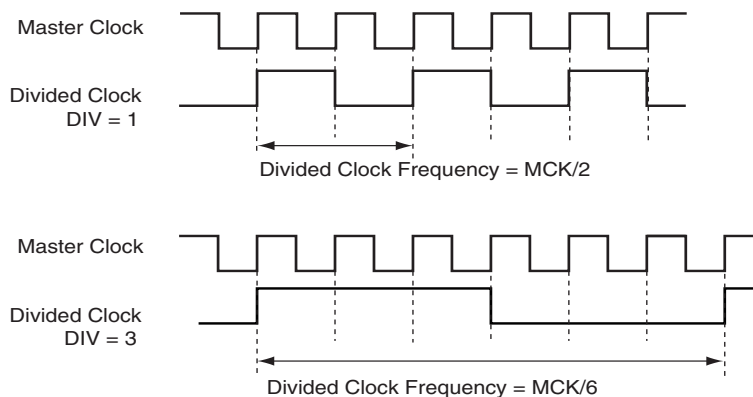 Master Clock
Divided Clock
DIV = 1
Divided Clock Frequency = MCK/2
Master Clock
Divided Clock
DIV = 3
Divided Clock Frequency = MCK/6